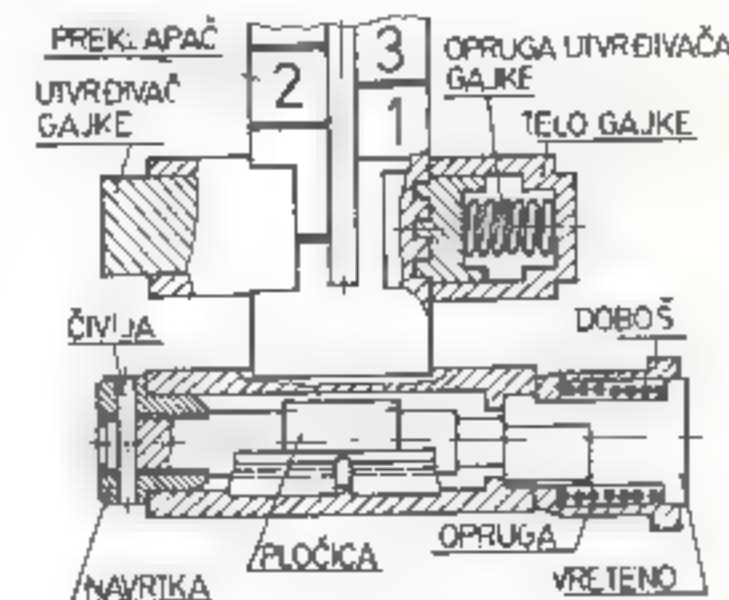 PREKLAPAČ
OPRUGA UTVRĐIVAČA
GAJKE
UTVRĐIVAČ
GAJKE
2
3
1
TELO GAJKE
ČIVIJA
DOBOŠ
PLOČICA
OPRUGA
NAVRTKA
VRETENO